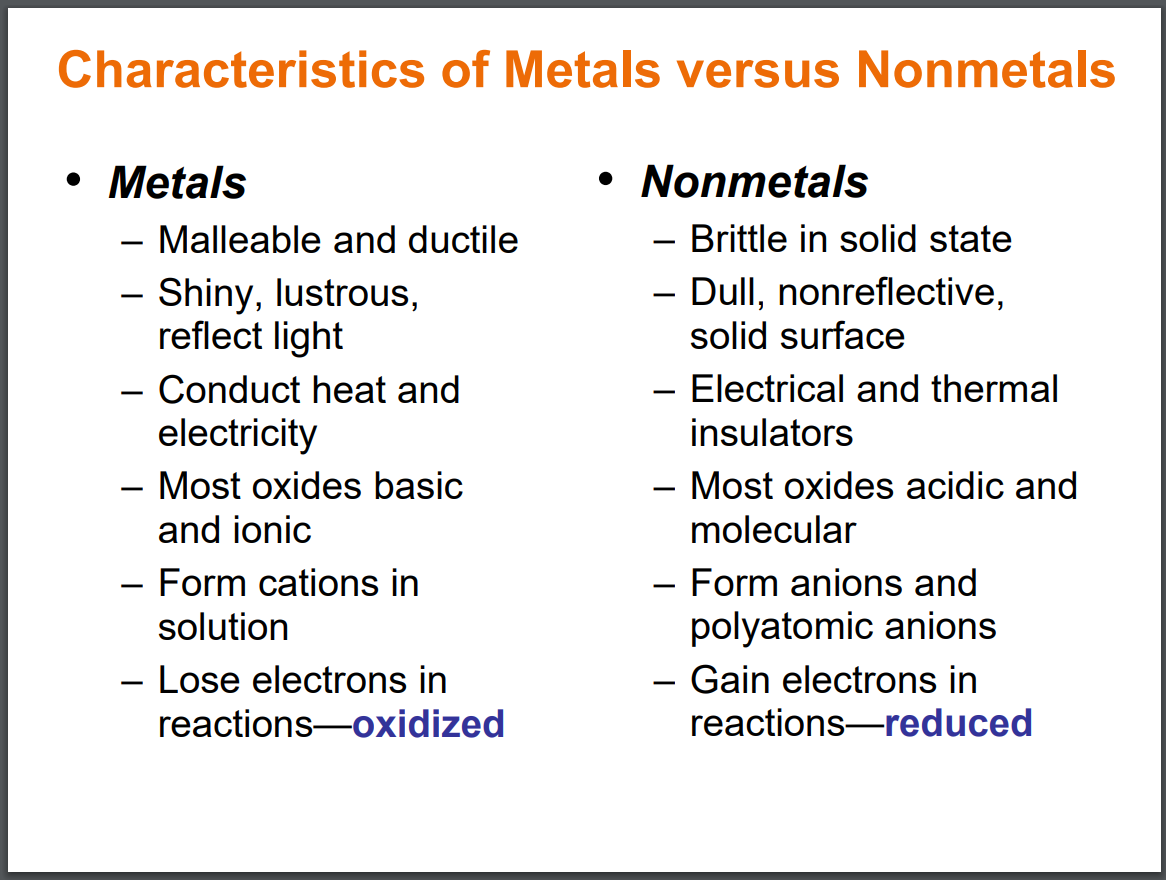 Characteristics of Metals versus Nonmetals
• Metals
– Malleable and ductile
– Shiny, lustrous,
reflect light
– Conduct heat and
electricity
– Most oxides basic
and ionic
– Form cations in
solution
– Lose electrons in
reactions—oxidized
• Nonmetals
– Brittle in solid state
– Dull, nonreflective,
solid surface
– Electrical and thermal
insulators
– Most oxides acidic and
molecular
– Form anions and
polyatomic anions
– Gain electrons in
reactions—reduced